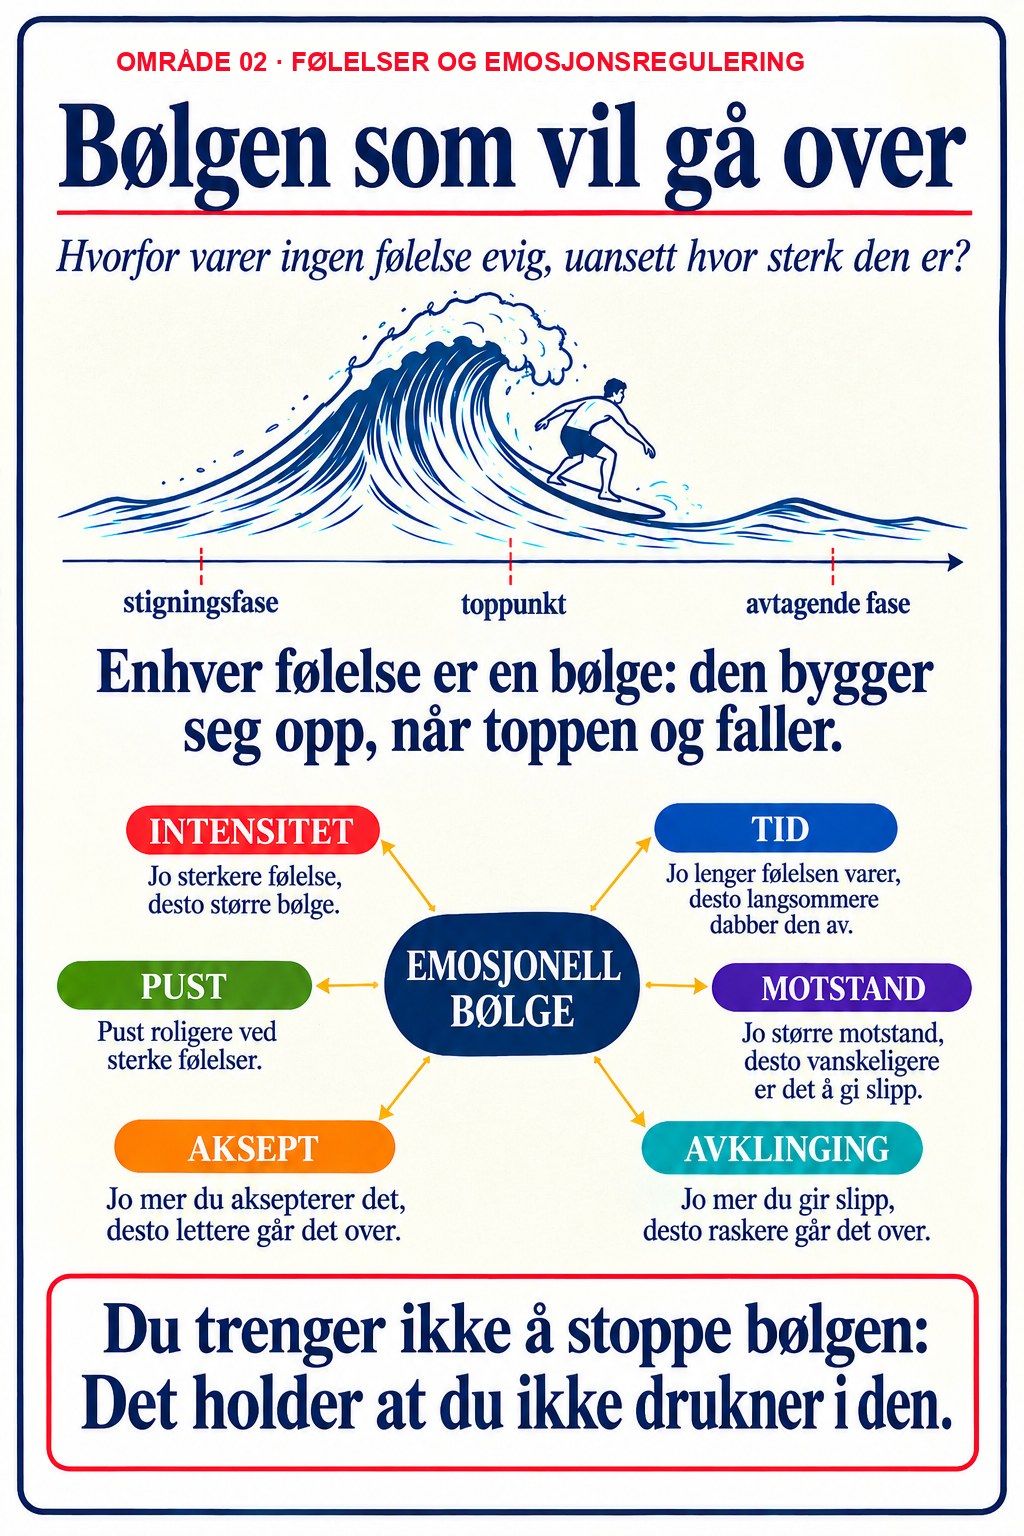 OMRÅDE 02 · FØLELSER OG EMOSJONSREGULERING
Bølgen som vil gå over
Hvorfor varer ingen følelse evig, uansett hvor sterk den er?
stigningsfase
toppunkt
avtagende fase
Enhver følelse er en bølge: den bygger
seg opp, når toppen og faller.
INTENSITET
Jo sterkere følelse,
desto større bølge.
TID
Jo lenger følelsen varer,
desto langsommere
dabber den av.
EMOSJONELL
BØLGE
PUST
Pust roligere ved
sterke følelser.
MOTSTAND
Jo større motstand,
desto vanskeligere
er det å gi slipp.
AKSEPT
Jo mer du aksepterer det,
desto lettere går det over.
AVKLINGING
Jo mer du gir slipp,
desto raskere går det over.
Du trenger ikke å stoppe bølgen:
Det holder at du ikke drukner i den.